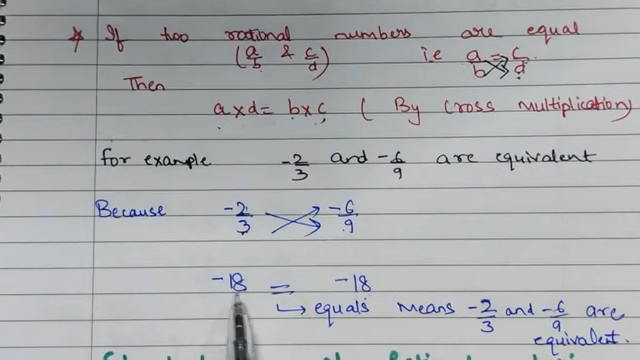 * If two rational numbers are equal
(a/b & c/d) i.e a/b = c/d
Then
a×d = b×c (By Cross multiplication)
for example -2/3 and -6/9 are equivalent
Because -2/3 -6/9
-18 = -18
↳ equals means -2/3 and -6/9 are
equivalent.